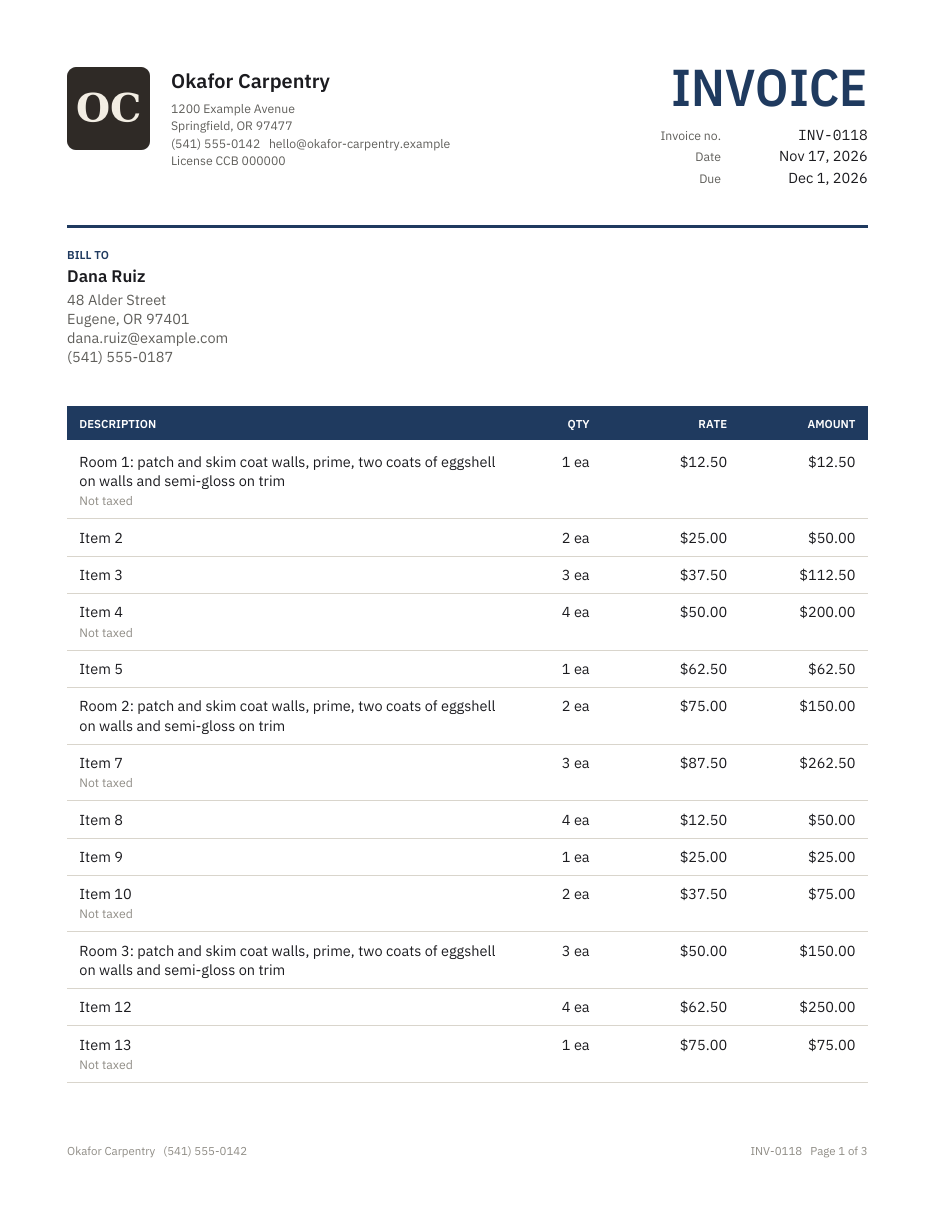 OC
Okafor Carpentry
1200 Example Avenue
Springfield, OR 97477
(541) 555-0142 hello@okafor-carpentry.example
License CCB 000000
INVOICE
Invoice no. INV-0118
Date Nov 17, 2026
Due Dec 1, 2026
BILL TO
Dana Ruiz
48 Alder Street
Eugene, OR 97401
dana.ruiz@example.com
(541) 555-0187
DESCRIPTION QTY RATE AMOUNT
Room 1: patch and skim coat walls, prime, two coats of eggshell 1 ea $12.50 $12.50
on walls and semi-gloss on trim
Not taxed
Item 2 2 ea $25.00 $50.00
Item 3 3 ea $37.50 $112.50
Item 4 4 ea $50.00 $200.00
Not taxed
Item 5 1 ea $62.50 $62.50
Room 2: patch and skim coat walls, prime, two coats of eggshell 2 ea $75.00 $150.00
on walls and semi-gloss on trim
Item 7 3 ea $87.50 $262.50
Not taxed
Item 8 4 ea $12.50 $50.00
Item 9 1 ea $25.00 $25.00
Item 10 2 ea $37.50 $75.00
Not taxed
Room 3: patch and skim coat walls, prime, two coats of eggshell 3 ea $50.00 $150.00
on walls and semi-gloss on trim
Item 12 4 ea $62.50 $250.00
Item 13 1 ea $75.00 $75.00
Not taxed
Okafor Carpentry (541) 555-0142 INV-0118 Page 1 of 3